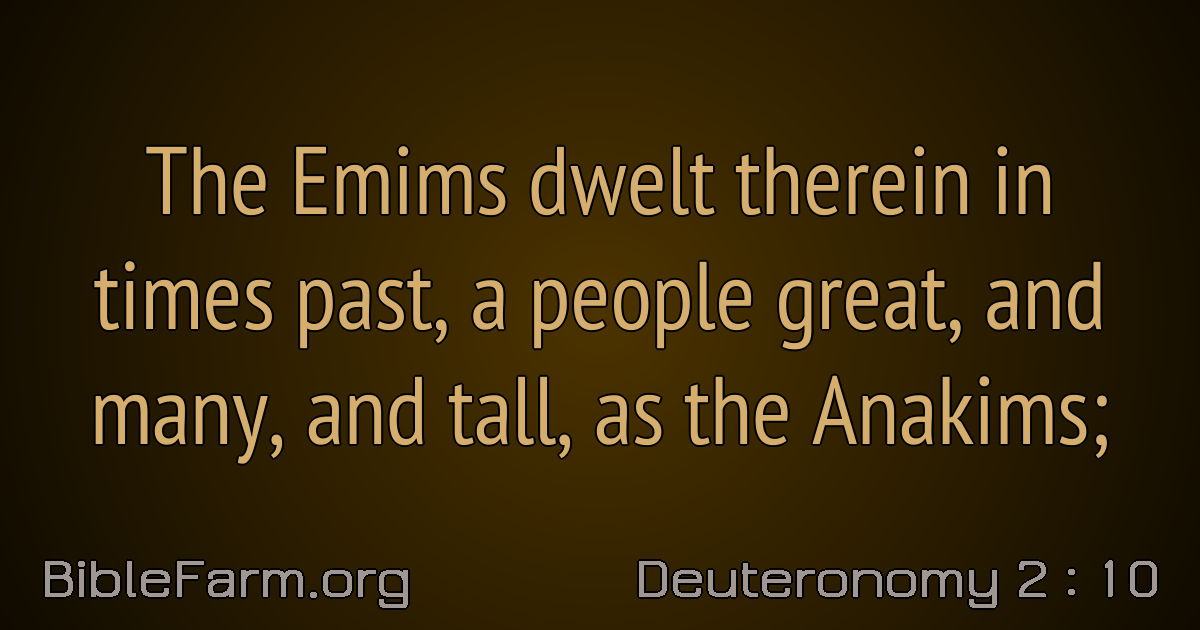 The Emims dwelt therein in
times past, a people great, and
many, and tall, as the Anakims;
BibleFarm.org
Deuteronomy 2 : 10